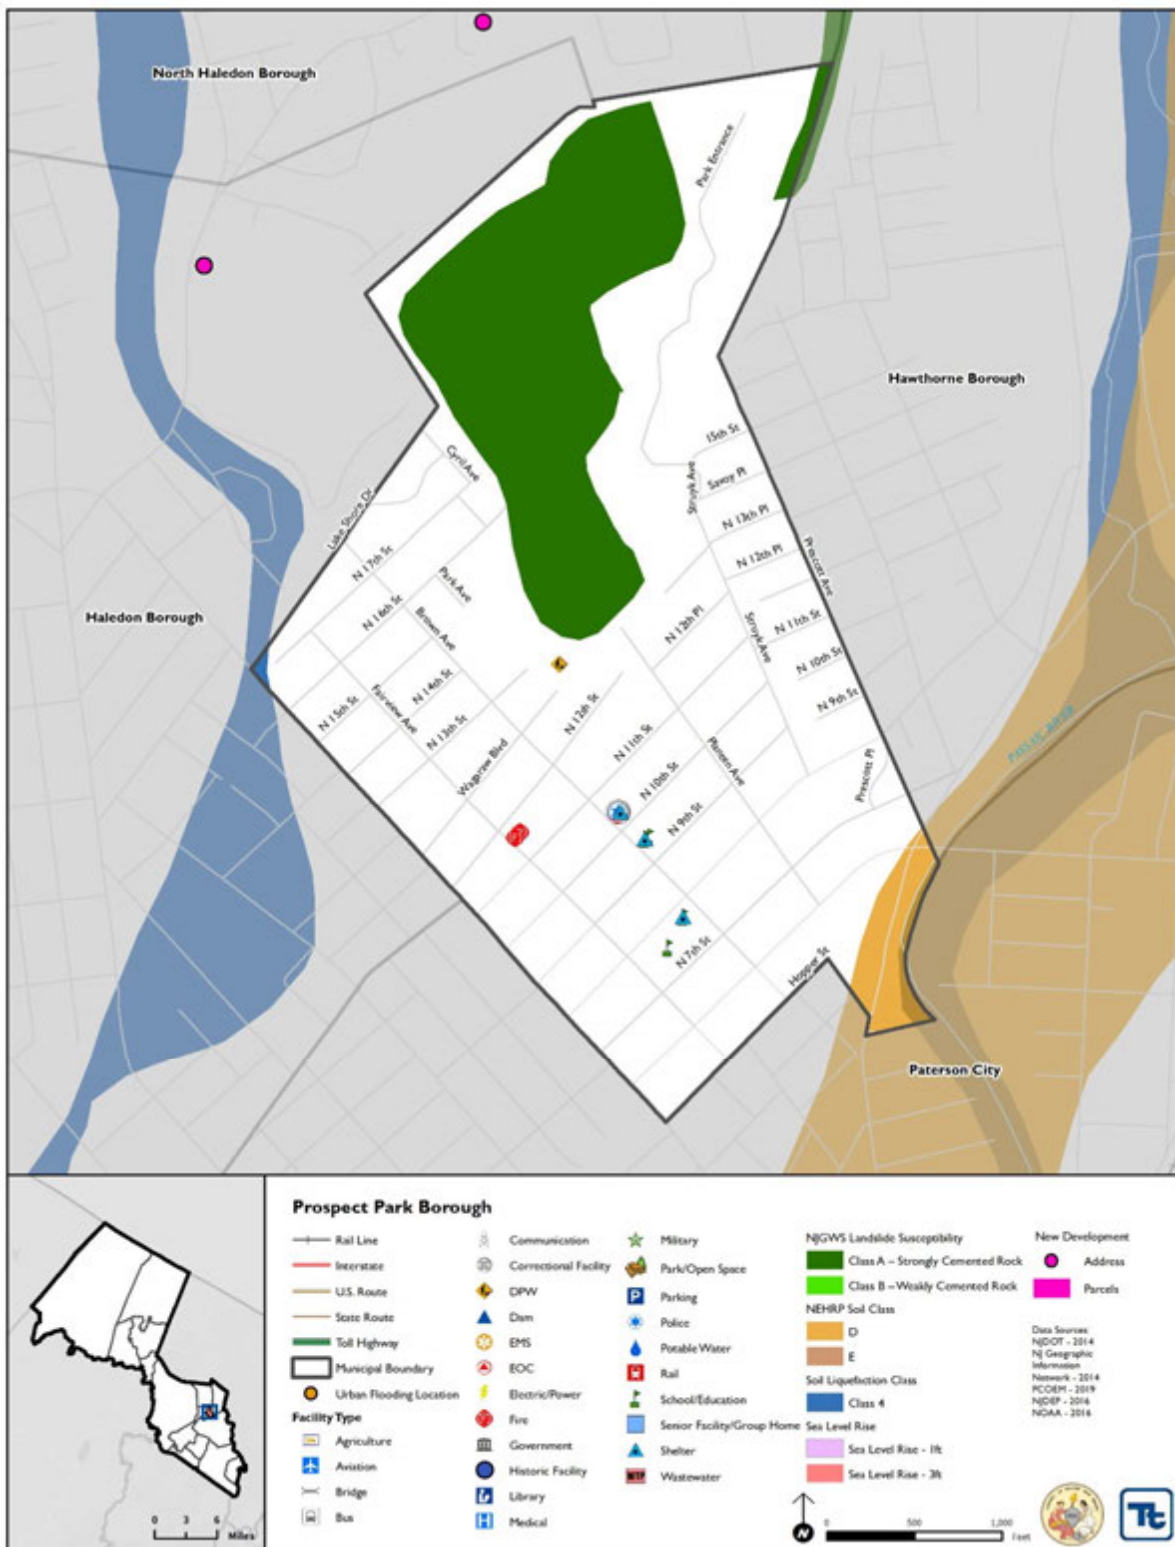 North Haledon Borough
Park Entrance
Hawthorne Borough
15th St
Cyril Ave
Struyk Ave
Savoy Pl
Lake Shore Dr
N 13th Pl
N 17th St
N 12th Pl
Prescott Ave
Park Ave
N 16th St
Brown Ave
Haledon Borough
N 12th Pl
N 11th St
Struyk Ave
N 10th St
N 14th St
Fairview Ave
N 15th St
N 13th St
N 12th St
N 9th St
PASSAIC RIVER
N 11th St
Wagaraw Blvd
Planten Ave
N 10th St
Prescott Pl
N 9th St
N 7th St
Hopper St
Paterson City
0 3 6
Miles
Prospect Park Borough
Rail Line
Interstate
U.S. Route
State Route
Toll Highway
Municipal Boundary
Urban Flooding Location
Facility Type
Agriculture
Aviation
Bridge
Bus
Communication
Correctional Facility
DPW
Dam
EMS
EOC
Electric/Power
Fire
Government
Historic Facility
Library
Medical
Military
Park/Open Space
P Parking
Police
Potable Water
Rail
School/Education
Senior Facility/Group Home
Shelter
WTP Wastewater
NJGWS Landslide Susceptibility
Class A – Strongly Cemented Rock
Class B – Weakly Cemented Rock
NEHRP Soil Class
D
E
Soil Liquefaction Class
Class 4
Sea Level Rise
Sea Level Rise - 1ft
Sea Level Rise - 3ft
New Development
Address
Parcels
Data Sources:
NJDOT - 2014
NJ Geographic
Information
Network - 2014
PCOEM - 2019
NJDEP - 2016
NOAA - 2016
N
0 500 1,000
Feet
Tt